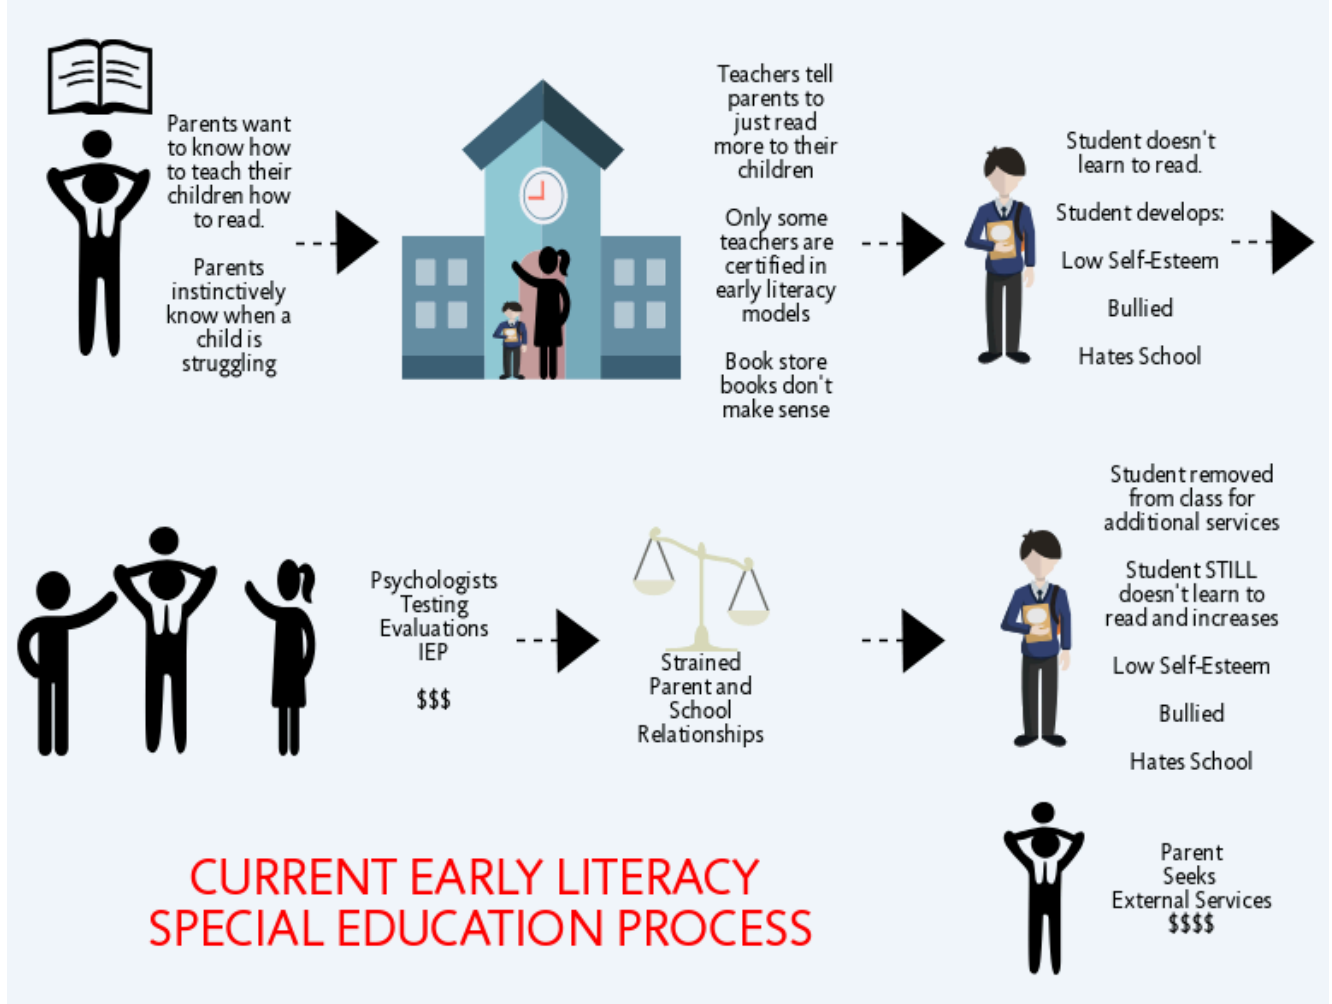 Parents want
to know how
to teach their
children how
to read.
Parents
instinctively
know when a
child is
struggling
Teachers tell
parents to
just read
more to their
children
Only some
teachers are
certified in
early literacy
models
Book store
books don't
make sense
Student doesn't
learn to read.
Student develops:
Low Self-Esteem
Bullied
Hates School
Psychologists
Testing
Evaluations
IEP
$$$
Strained
Parent and
School
Relationships
Student removed
from class for
additional services
Student STILL
doesn't learn to
read and increases
Low Self-Esteem
Bullied
Hates School
Parent
Seeks
External Services
$$$$
CURRENT EARLY LITERACY
SPECIAL EDUCATION PROCESS